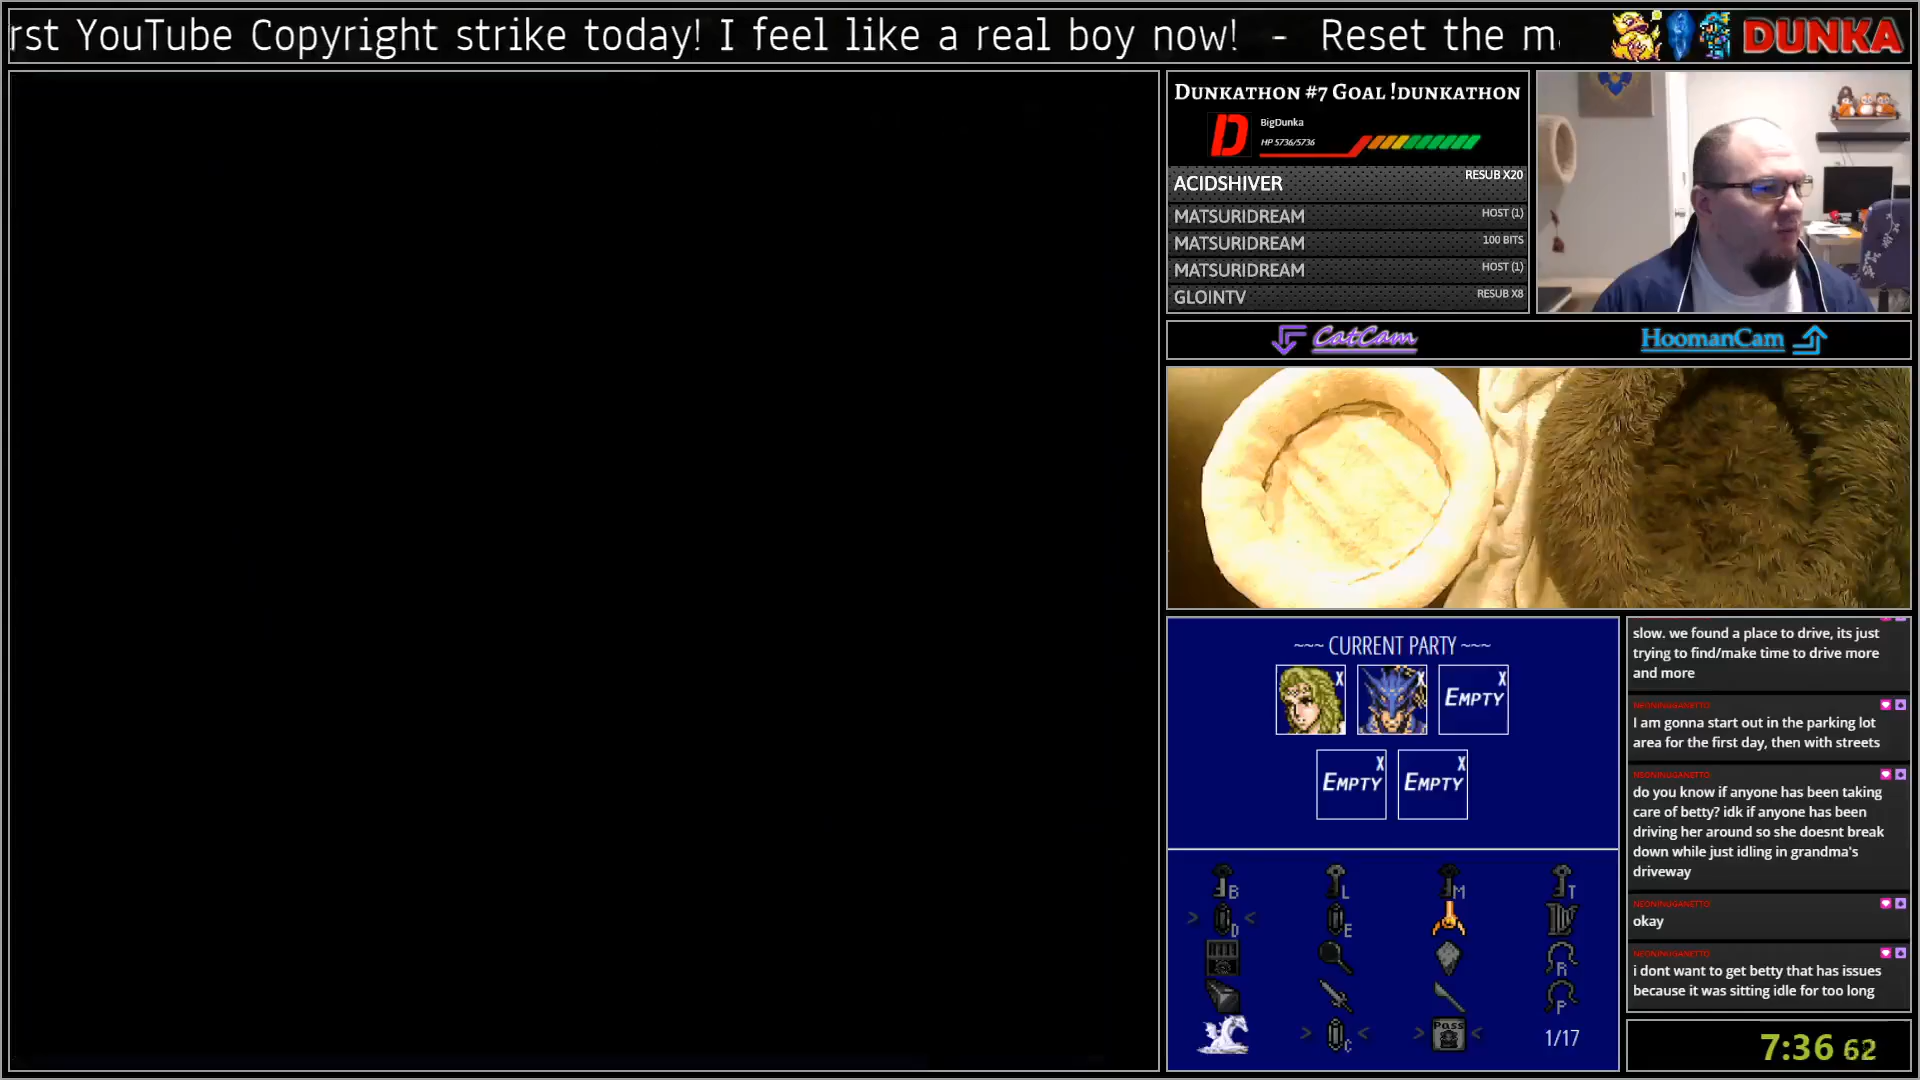 rst YouTube Copyright strike today! I feel like a real boy now!  -  Reset the m
DUNKA
Dunkathon #7 Goal !dunkathon
D
BigDunka
HP 5736/5736
ACIDSHIVER RESUB X20
MATSURIDREAM HOST (1)
MATSURIDREAM 100 BITS
MATSURIDREAM HOST (1)
GLOINTV RESUB X8
CatCam
HoomanCam
~~~ CURRENT PARTY ~~~
X
X
X
Empty
X
Empty
X
Empty
B
L
M
T
> D <
E
R
P
> C <
> Pass <
1/17
slow. we found a place to drive, its just
trying to find/make time to drive more
and more
NEONINUGANETTO
I am gonna start out in the parking lot
area for the first day, then with streets
NEONINUGANETTO
do you know if anyone has been taking
care of betty? idk if anyone has been
driving her around so she doesnt break
down while just idling in grandma's
driveway
NEONINUGANETTO
okay
NEONINUGANETTO
i dont want to get betty that has issues
because it was sitting idle for too long
7:36 62